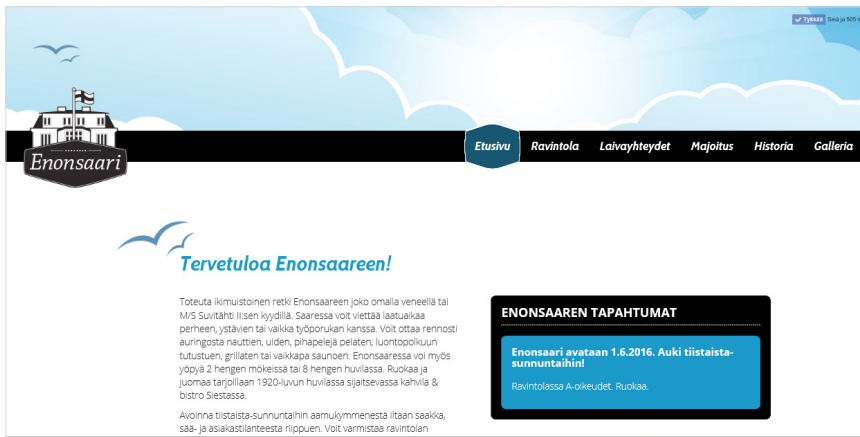 Tykkää
Sinä ja 505
Enonsaari
Etusivu Ravintola Laivayhteydet Majoitus Historia Galleria
Tervetuloa Enonsaareen!
Toteuta ikimuistoinen retki Enonsaareen joko omalla veneellä tai
M/S Suvitähti II:sen kyydillä. Saaressa voit viettää laatuaikaa
perheen, ystävien tai vaikka työporukan kanssa. Voit ottaa rennosti
auringosta nauttien, uiden, pihapelejä pelaten, luontopolkuun
tutustuen, grillaten tai vaikkapa saunoen. Enonsaaressa voi myös
yöpyä 2 hengen mökeissä tai 8 hengen huvilassa. Ruokaa ja
juomaa tarjoillaan 1920-luvun huvilassa sijaitsevassa kahvila &
bistro Siestassa.
Avoinna tiistaista-sunnuntaihin aamukymmenestä iltaan saakka,
sää- ja asiakastilanteesta riippuen. Voit varmistaa ravintolan
ENONSAAREN TAPAHTUMAT
Enonsaari avataan 1.6.2016. Auki tiistaista-
sunnuntaihin!
Ravintolassa A-oikeudet. Ruokaa.